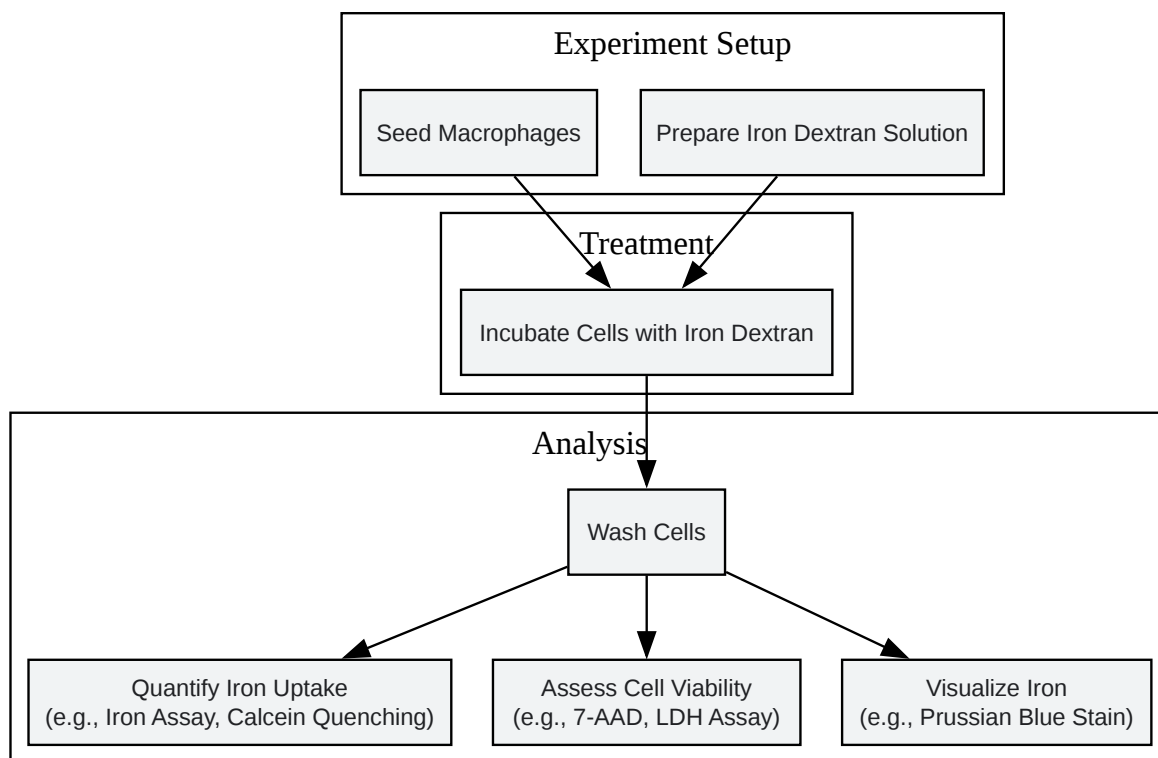 Experiment Setup
Seed Macrophages
Prepare Iron Dextran Solution
Treatment
Incubate Cells with Iron Dextran
Analysis
Wash Cells
Quantify Iron Uptake
(e.g., Iron Assay, Calcein Quenching)
Assess Cell Viability
(e.g., 7-AAD, LDH Assay)
Visualize Iron
(e.g., Prussian Blue Stain)